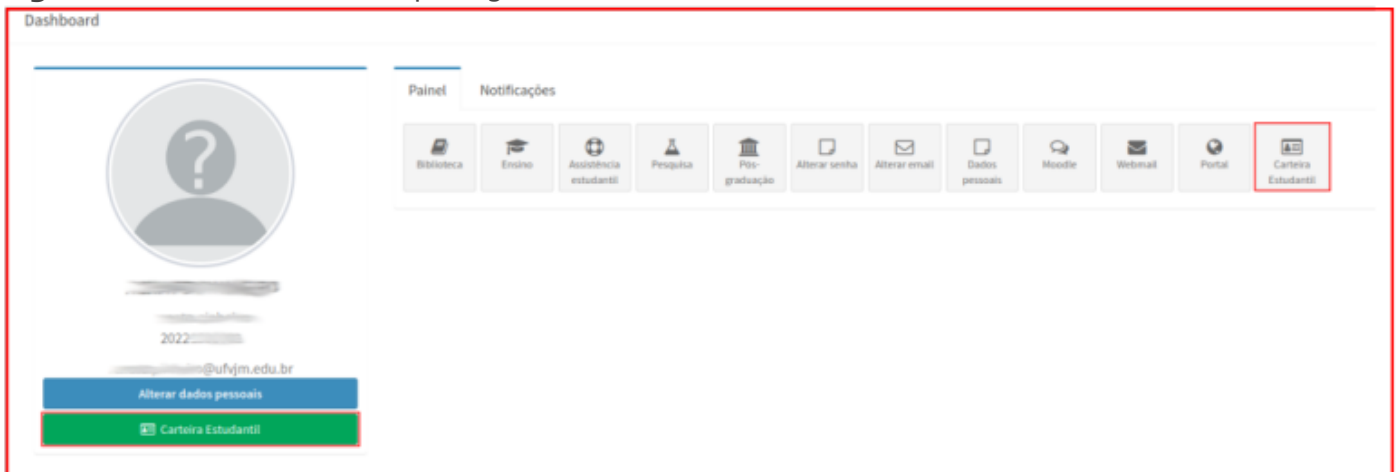 Dashboard
Painel Notificações
Biblioteca Ensino Assistência estudantil Pesquisa Pós-graduação Alterar senha Alterar email Dados pessoais Moodle Webmail Portal Carteira Estudantil
2022
@ufvjm.edu.br
Alterar dados pessoais
Carteira Estudantil